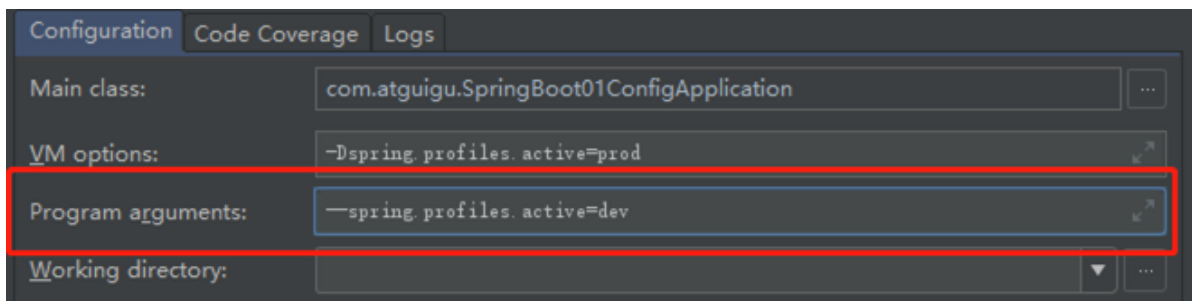 Configuration Code Coverage Logs
Main class: com.atguigu.SpringBoot01ConfigApplication ...
VM options: -Dspring.profiles.active=prod
Program arguments: --spring.profiles.active=dev
Working directory: ...